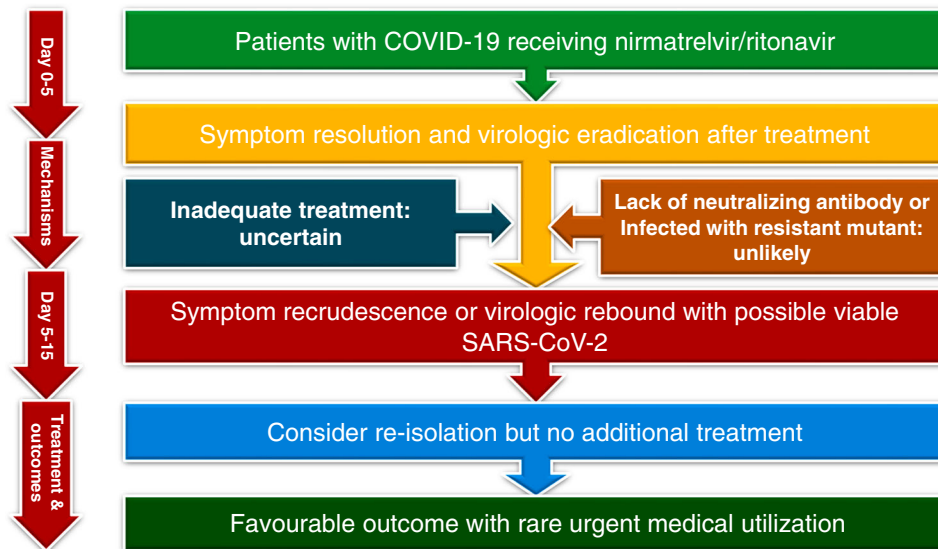 Day 0-5
Patients with COVID-19 receiving nirmatrelvir/ritonavir
Symptom resolution and virologic eradication after treatment
Mechanisms
Inadequate treatment:
uncertain
Lack of neutralizing antibody or
Infected with resistant mutant:
unlikely
Day 5-15
Symptom recrudescence or virologic rebound with possible viable
SARS-CoV-2
Treatment &
outcomes
Consider re-isolation but no additional treatment
Favourable outcome with rare urgent medical utilization